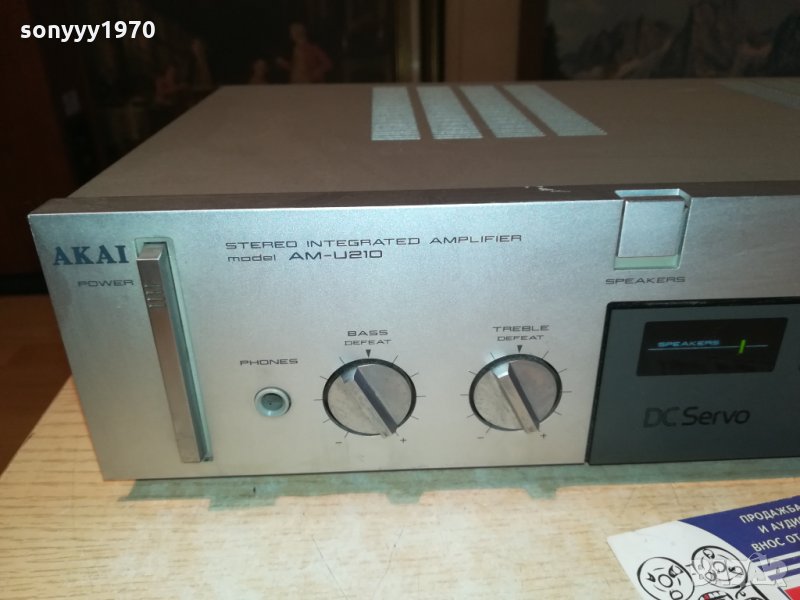 sonyyy1970
AKAI
STEREO INTEGRATED AMPLIFIER
model AM-U210
POWER
SPEAKERS
BASS
DEFEAT
TREBLE
DEFEAT
PHONES
SPEAKERS
- +
- +
DC Servo
ПРОДАЖБА
И АУДИ
ВНОС ОТ